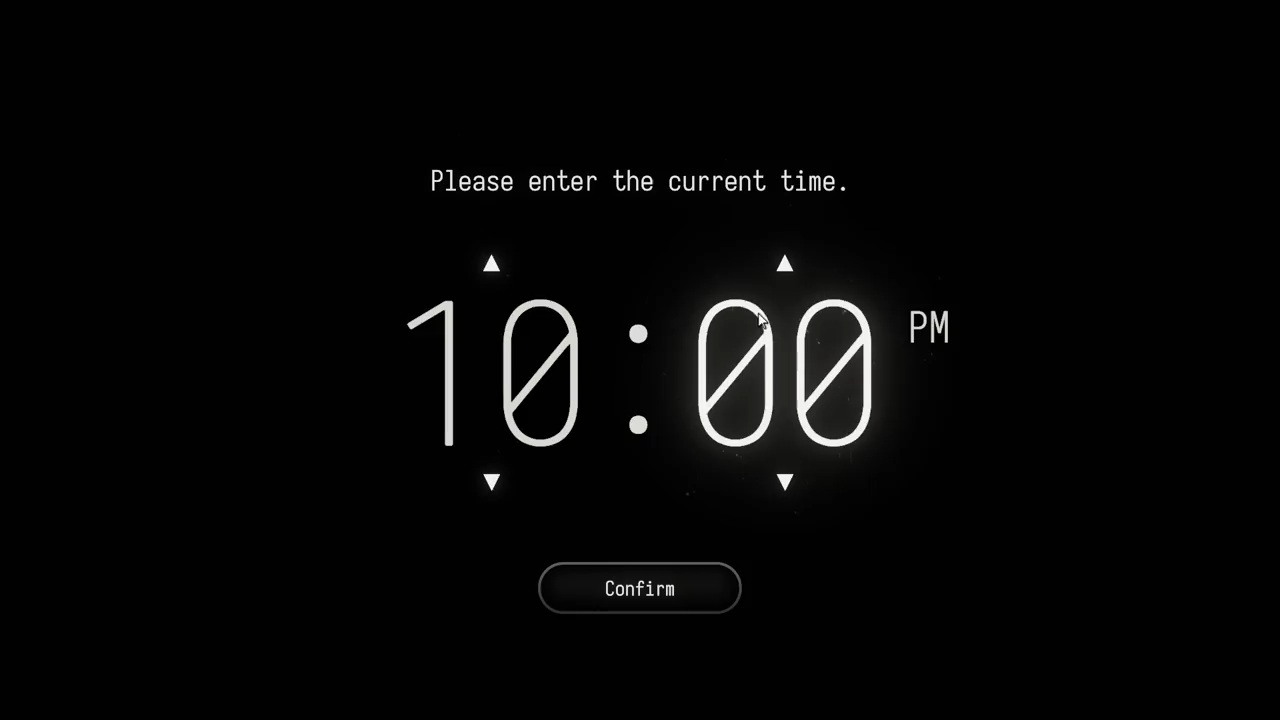 Please enter the current time.
▲ ▲
10:00 PM
▼ ▼
Confirm